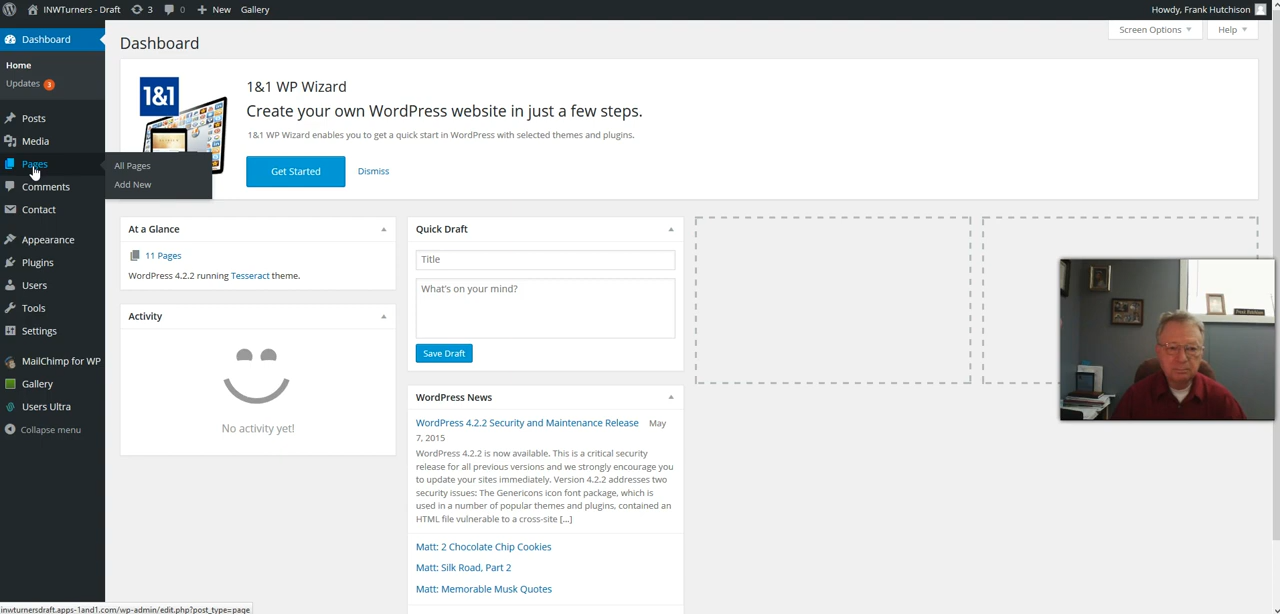 INWTurners - Draft 3 0 New Gallery
Howdy, Frank Hutchison
Dashboard
Home
Updates 3
Posts
Media
Pages
Comments
Contact
Appearance
Plugins
Users
Tools
Settings
MailChimp for WP
Gallery
Users Ultra
Collapse menu
All Pages
Add New
Dashboard
Screen Options
Help
1&1
1&1 WP Wizard
Create your own WordPress website in just a few steps.
1&1 WP Wizard enables you to get a quick start in WordPress with selected themes and plugins.
Get Started
Dismiss
At a Glance
11 Pages
WordPress 4.2.2 running Tesseract theme.
Activity
No activity yet!
Quick Draft
Title
What's on your mind?
Save Draft
WordPress News
WordPress 4.2.2 Security and Maintenance Release May
7, 2015
WordPress 4.2.2 is now available. This is a critical security
release for all previous versions and we strongly encourage you
to update your sites immediately. Version 4.2.2 addresses two
security issues: The Genericons icon font package, which is
used in a number of popular themes and plugins, contained an
HTML file vulnerable to a cross-site […]
Matt: 2 Chocolate Chip Cookies
Matt: Silk Road, Part 2
Matt: Memorable Musk Quotes
inwturnersdraft.apps-1and1.com/wp-admin/edit.php?post_type=page